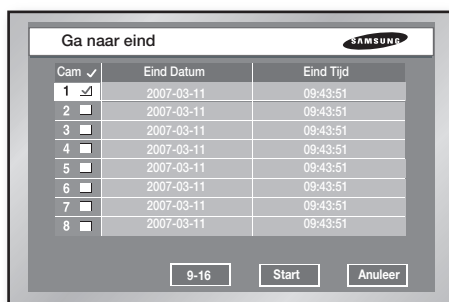 Ga naar eind SAMSUNG
Cam ✓ Eind Datum Eind Tijd
1 ✓ 2007-03-11 09:43:51
2 2007-03-11 09:43:51
3 2007-03-11 09:43:51
4 2007-03-11 09:43:51
5 2007-03-11 09:43:51
6 2007-03-11 09:43:51
7 2007-03-11 09:43:51
8 2007-03-11 09:43:51
9-16 Start Anuleer